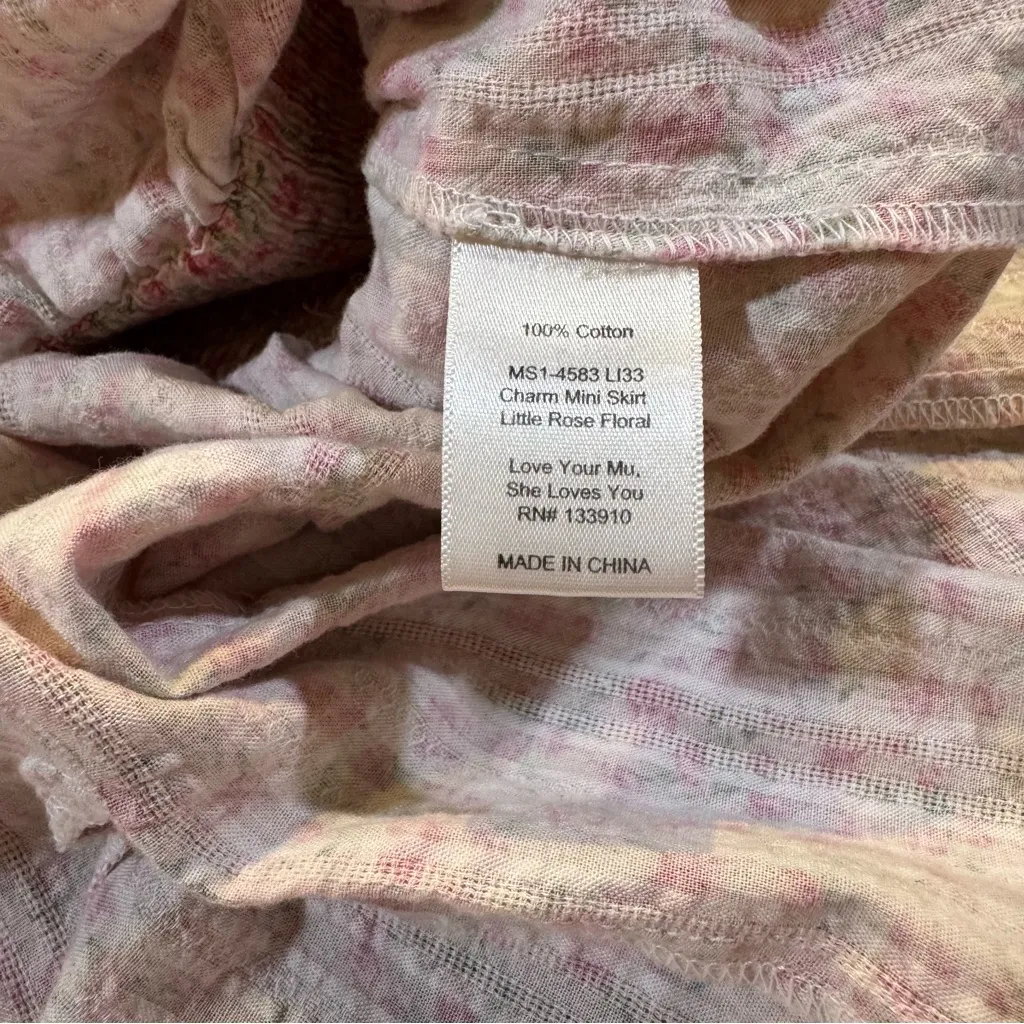 100% Cotton
MS1-4583 LI33
Charm Mini Skirt
Little Rose Floral
Love Your Mu,
She Loves You
RN# 133910
MADE IN CHINA